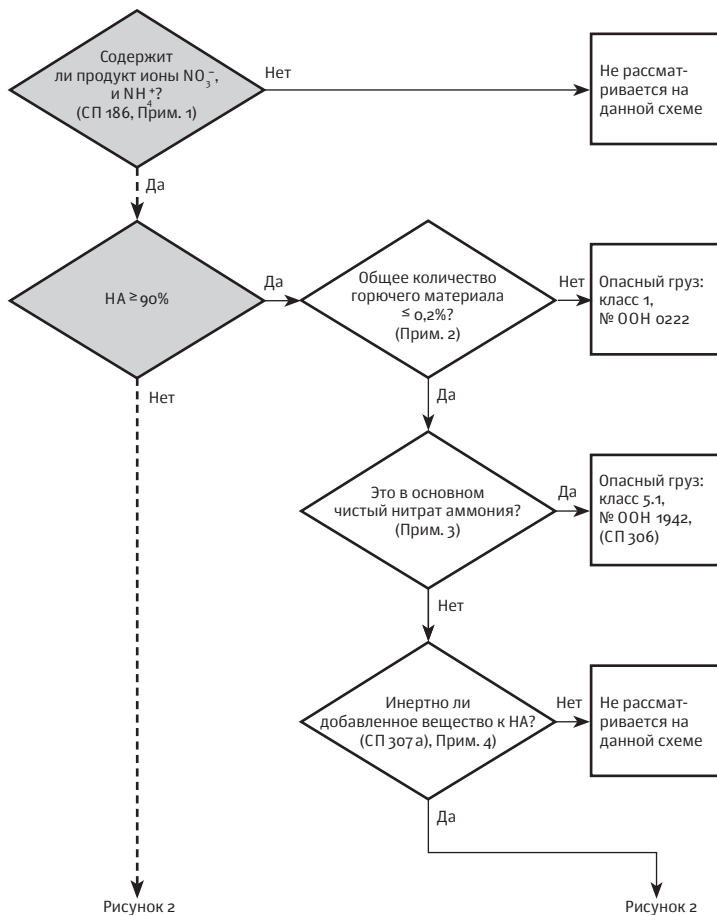 Содержит
ли продукт ионы NO₃⁻,
и NH₄⁺?
(СП 186, Прим. 1)
Нет
Не рассмат-
ривается на
данной схеме
Да
НА ≥ 90%
Да
Общее количество
горючего материала
≤ 0,2%?
(Прим. 2)
Нет
Опасный груз:
класс 1,
№ ООН 0222
Нет
Да
Это в основном
чистый нитрат аммония?
(Прим. 3)
Да
Опасный груз:
класс 5.1,
№ ООН 1942,
(СП 306)
Нет
Инертно ли
добавленное вещество к НА?
(СП 307а), Прим. 4)
Нет
Не рассмат-
ривается на
данной схеме
Да
Рисунок 2
Рисунок 2